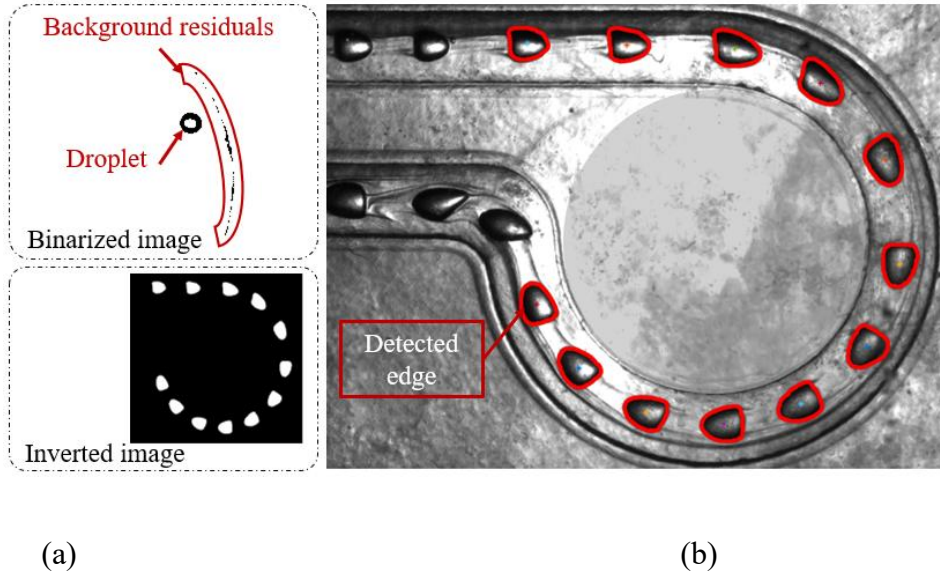 Background residuals
Droplet
Binarized image
Inverted image
Detected
edge
(a)
(b)